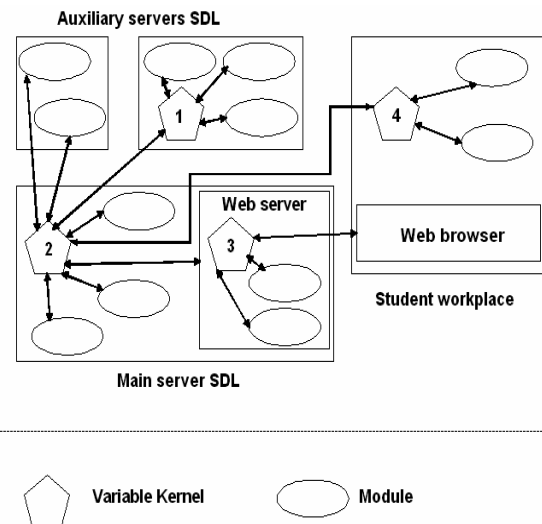 Auxiliary servers SDL
1
4
Web server
2
3
Web browser
Student workplace
Main server SDL
Variable Kernel
Module